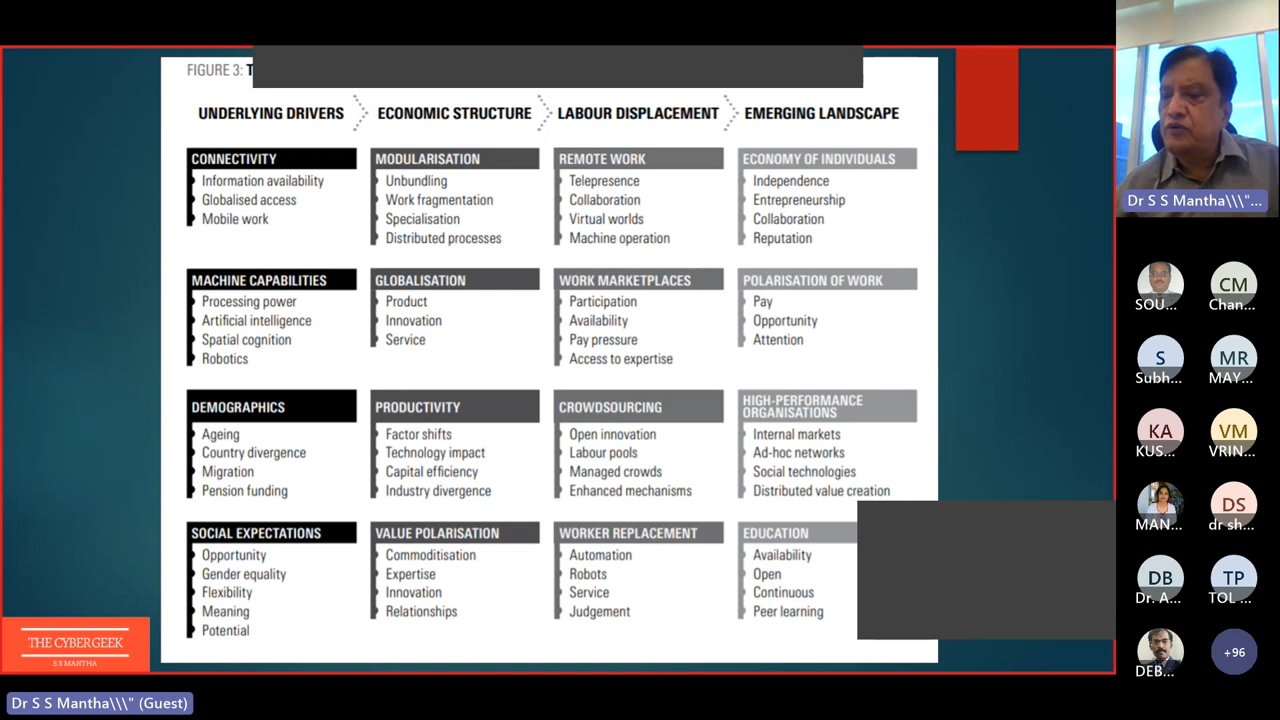 FIGURE 3:
UNDERLYING DRIVERS
ECONOMIC STRUCTURE
LABOUR DISPLACEMENT
EMERGING LANDSCAPE
CONNECTIVITY
Information availability
Globalised access
Mobile work
MODULARISATION
Unbundling
Work fragmentation
Specialisation
Distributed processes
REMOTE WORK
Telepresence
Collaboration
Virtual worlds
Machine operation
ECONOMY OF INDIVIDUALS
Independence
Entrepreneurship
Collaboration
Reputation
MACHINE CAPABILITIES
Processing power
Artificial intelligence
Spatial cognition
Robotics
GLOBALISATION
Product
Innovation
Service
WORK MARKETPLACES
Participation
Availability
Pay pressure
Access to expertise
POLARISATION OF WORK
Pay
Opportunity
Attention
DEMOGRAPHICS
Ageing
Country divergence
Migration
Pension funding
PRODUCTIVITY
Factor shifts
Technology impact
Capital efficiency
Industry divergence
CROWDSOURCING
Open innovation
Labour pools
Managed crowds
Enhanced mechanisms
HIGH-PERFORMANCE
ORGANISATIONS
Internal markets
Ad-hoc networks
Social technologies
Distributed value creation
SOCIAL EXPECTATIONS
Opportunity
Gender equality
Flexibility
Meaning
Potential
VALUE POLARISATION
Commoditisation
Expertise
Innovation
Relationships
WORKER REPLACEMENT
Automation
Robots
Service
Judgement
EDUCATION
Availability
Open
Continuous
Peer learning
THE CYBERGEEK
S S MANTHA
Dr S S Mantha\\\" (Guest)
Dr S S Mantha\\\"...
SOU...
CM
Chan...
S
Subh...
MR
MAY...
KA
KUS...
VM
VRIN...
MAN...
DS
dr sh...
DB
Dr. A...
TP
TOL ...
DEB...
+96